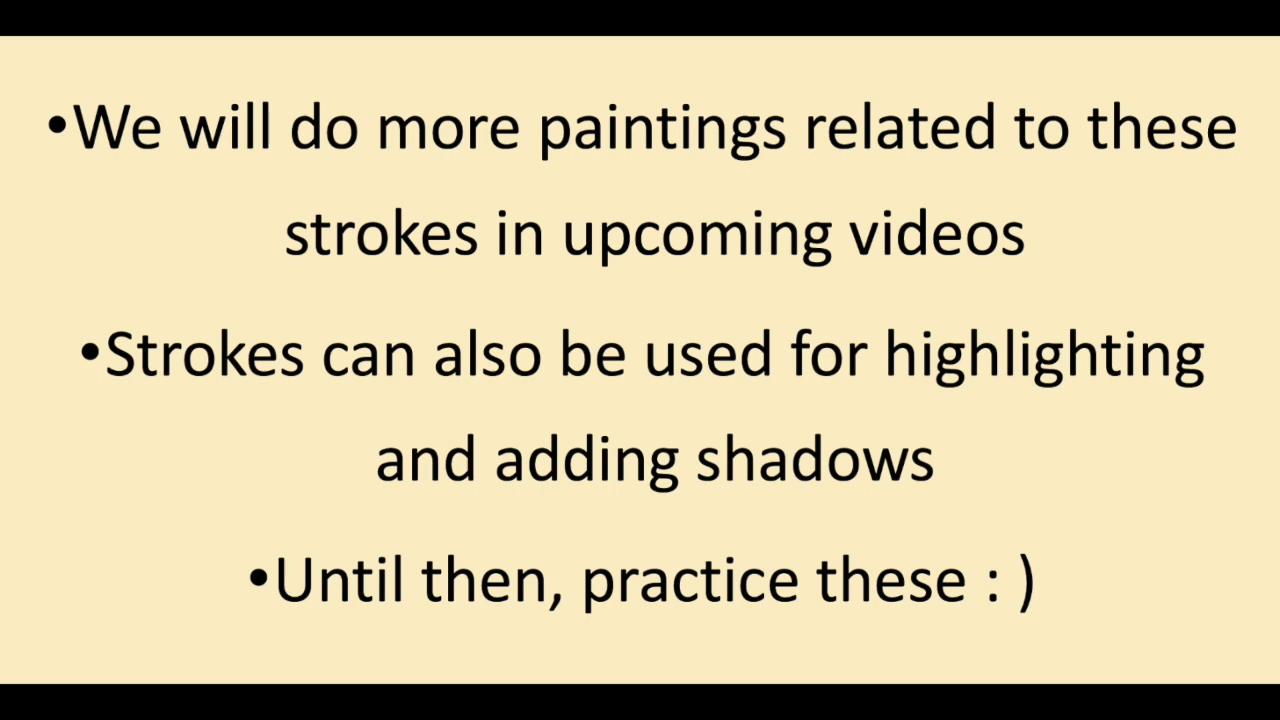 •We will do more paintings related to these
strokes in upcoming videos
•Strokes can also be used for highlighting
and adding shadows
•Until then, practice these : )